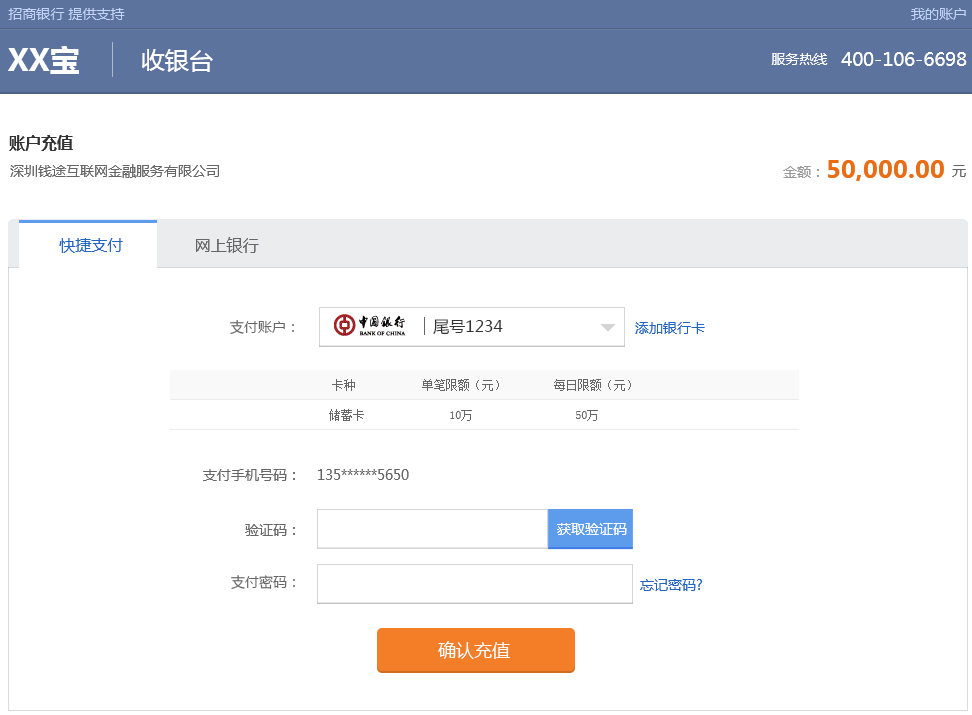 招商银行 提供支持 我的账户
XX宝 收银台 服务热线 400-106-6698
账户充值
深圳钱途互联网金融服务有限公司 金额：50,000.00 元
快捷支付 网上银行
支付账户： 中国银行 BANK OF CHINA 尾号1234 添加银行卡
卡种 单笔限额（元） 每日限额（元）
储蓄卡 10万 50万
支付手机号码： 135******5650
验证码： 获取验证码
支付密码： 忘记密码?
确认充值